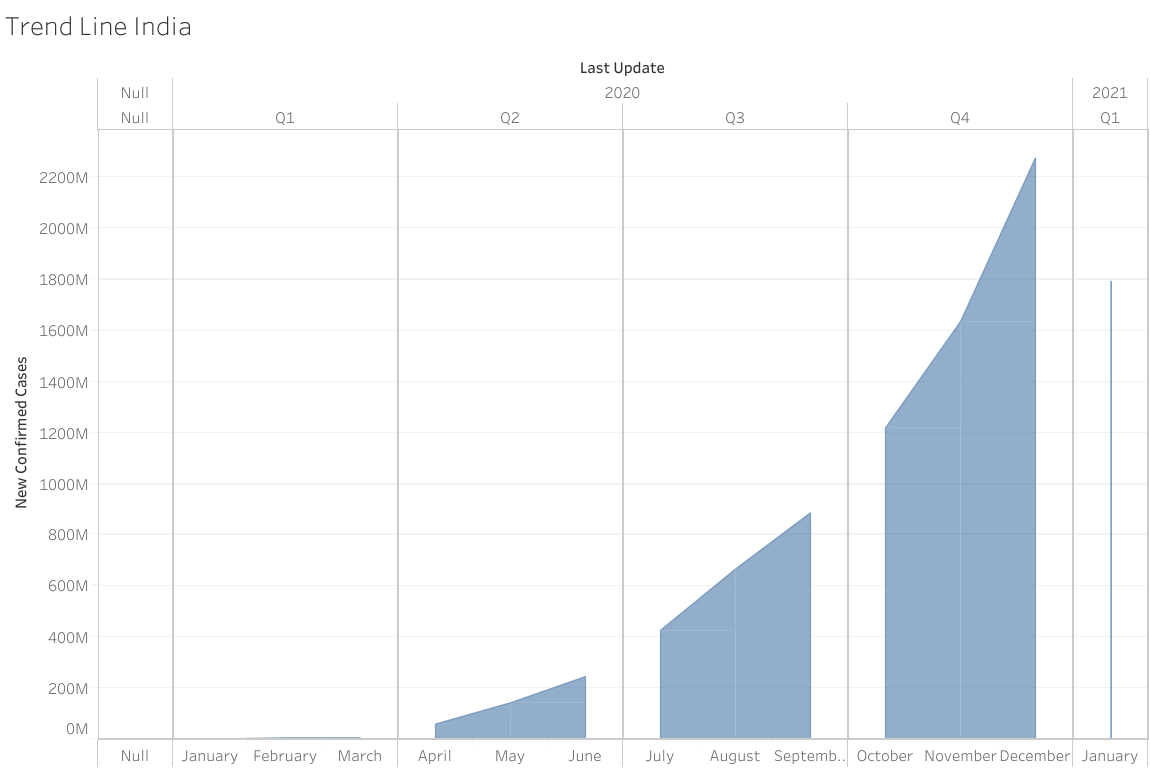 Trend Line India
Last Update
Null 2020 2021
Null Q1 Q2 Q3 Q4 Q1
New Confirmed Cases
2200M
2000M
1800M
1600M
1400M
1200M
1000M
800M
600M
400M
200M
0M
Null January February March April May June July August Septemb.. October November December January